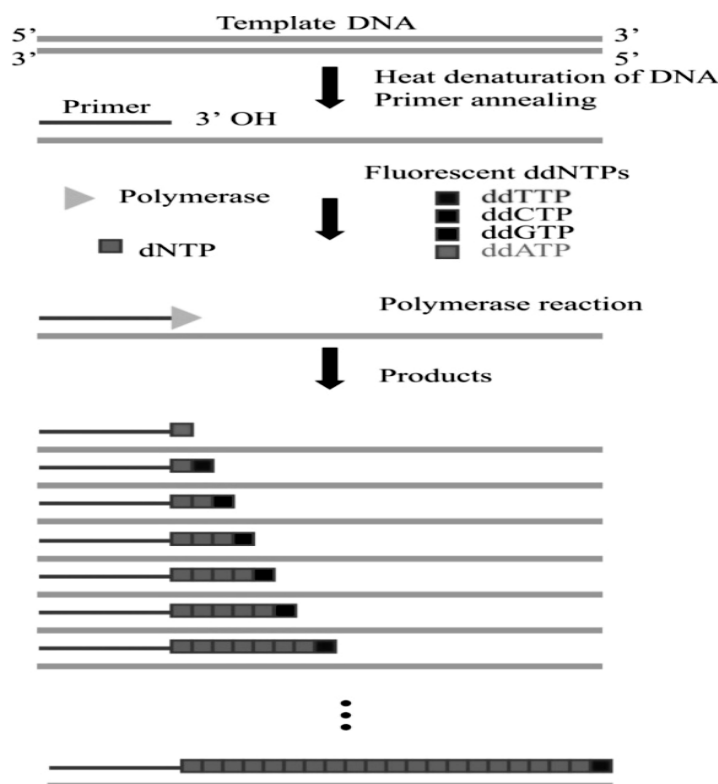 Template DNA
5’ 3’
3’ 5’
Heat denaturation of DNA
Primer annealing
Primer
3’ OH
Fluorescent ddNTPs
Polymerase
ddTTP
ddCTP
ddGTP
dNTP
ddATP
Polymerase reaction
Products